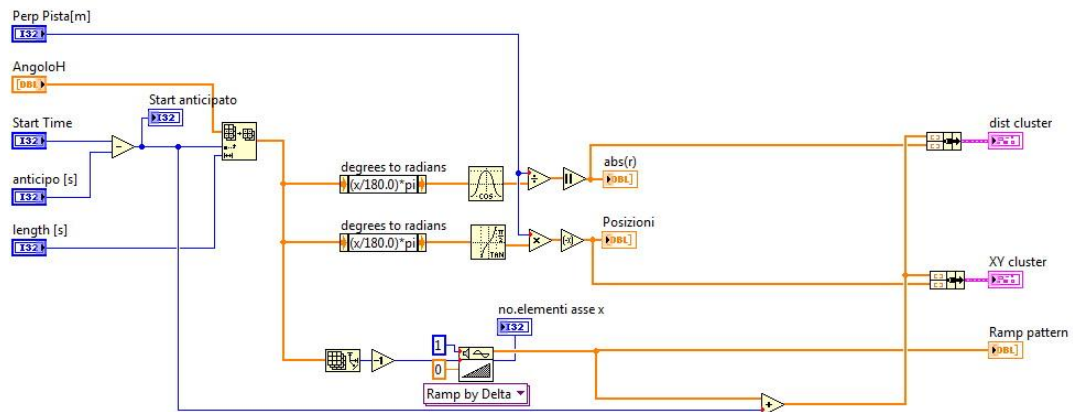 Perp Pista[m]
I32
AngoloH
[DBL]
Start anticipato
I32
Start Time
I32
dist cluster
anticipo [s]
I32
degrees to radians
(x/180.0)*pi
COS
abs(r)
DBL]
length [s]
I32
degrees to radians
(x/180.0)*pi
TAN
Posizioni
DBL]
XY cluster
no.elementi asse x
I32
Ramp pattern
DBL]
-1
1
0
Ramp by Delta